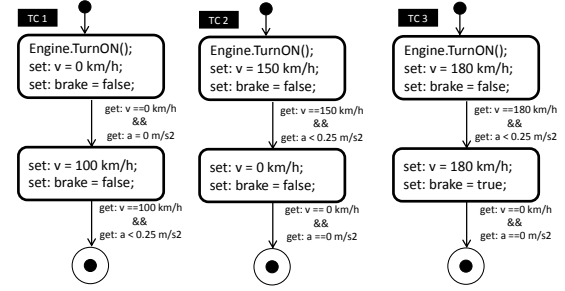 TC 1
Engine.TurnON();
set: v = 0 km/h;
set: brake = false;
get: v ==0 km/h
&&
get: a = 0 m/s2
set: v = 100 km/h;
set: brake = false;
get: v ==100 km/h
&&
get: a < 0.25 m/s2
TC 2
Engine.TurnON();
set: v = 150 km/h;
set: brake = false;
get: v ==150 km/h
&&
get: a < 0.25 m/s2
set: v = 0 km/h;
set: brake = false;
get: v == 0 km/h
&&
get: a ==0 m/s2
TC 3
Engine.TurnON();
set: v = 180 km/h;
set: brake = false;
get: v ==180 km/h
&&
get: a < 0.25 m/s2
set: v = 180 km/h;
set: brake = true;
get: v ==0 km/h
&&
get: a ==0 m/s2